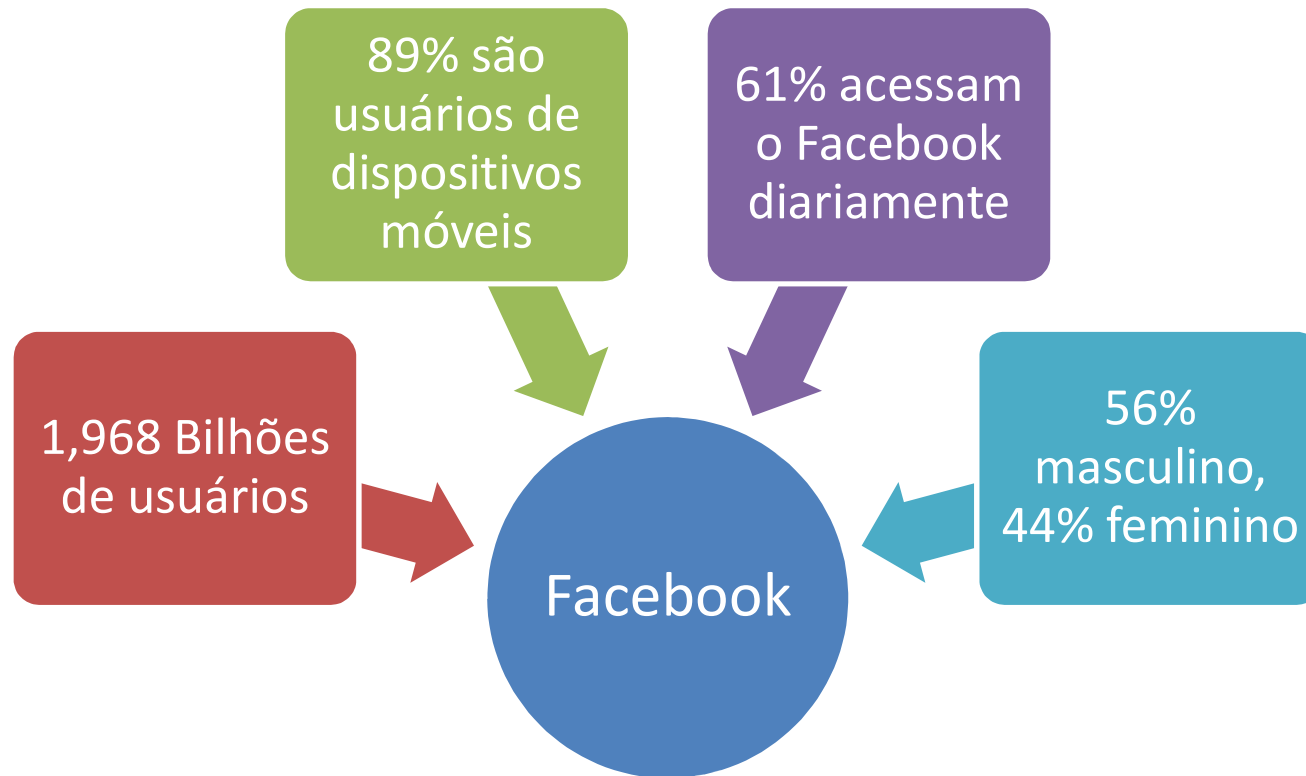 89% são
usuários de
dispositivos
móveis
61% acessam
o Facebook
diariamente
1,968 Bilhões
de usuários
56%
masculino,
44% feminino
Facebook